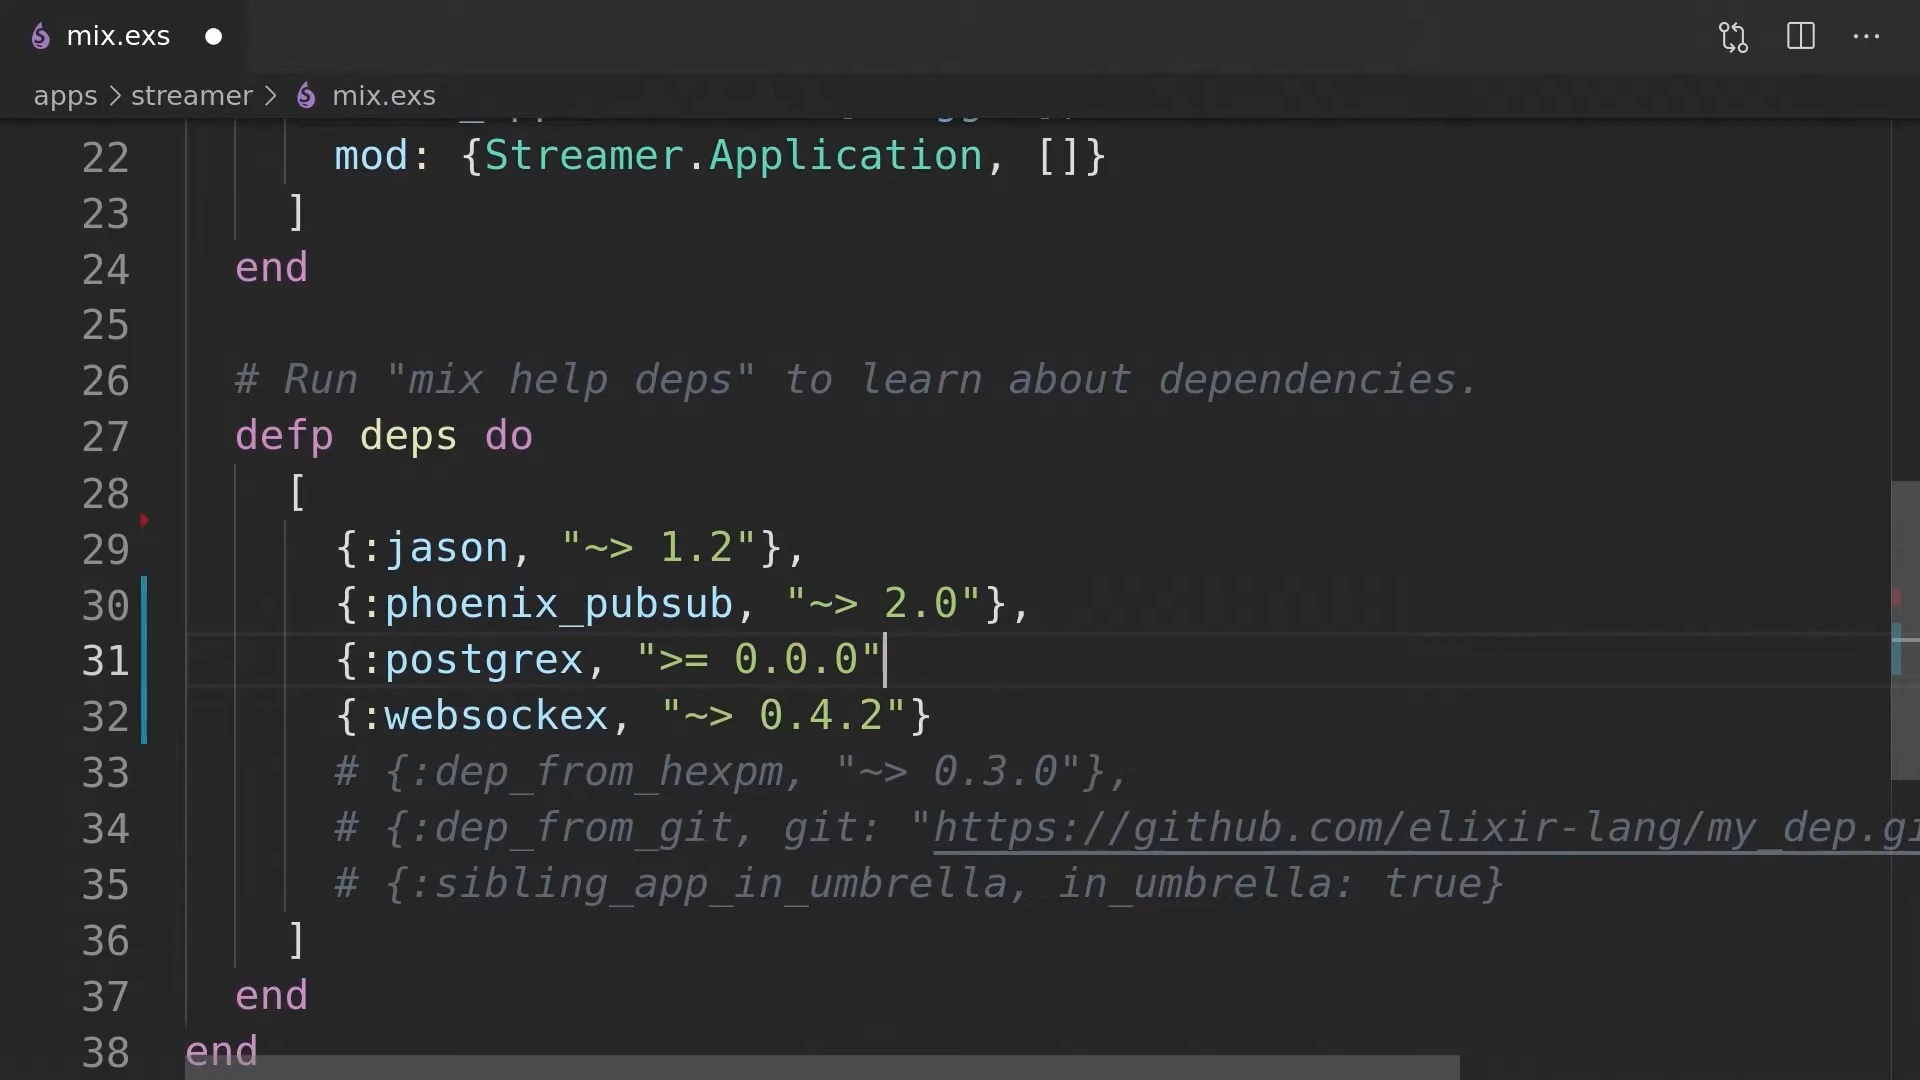 mix.exs
apps > streamer > mix.exs
22 mod: {Streamer.Application, []}
23 ]
24 end
25
26 # Run "mix help deps" to learn about dependencies.
27 defp deps do
28 [
29 {:jason, "~> 1.2"},
30 {:phoenix_pubsub, "~> 2.0"},
31 {:postgrex, ">= 0.0.0"
32 {:websockex, "~> 0.4.2"}
33 # {:dep_from_hexpm, "~> 0.3.0"},
34 # {:dep_from_git, git: "https://github.com/elixir-lang/my_dep.gi
35 # {:sibling_app_in_umbrella, in_umbrella: true}
36 ]
37 end
38 end